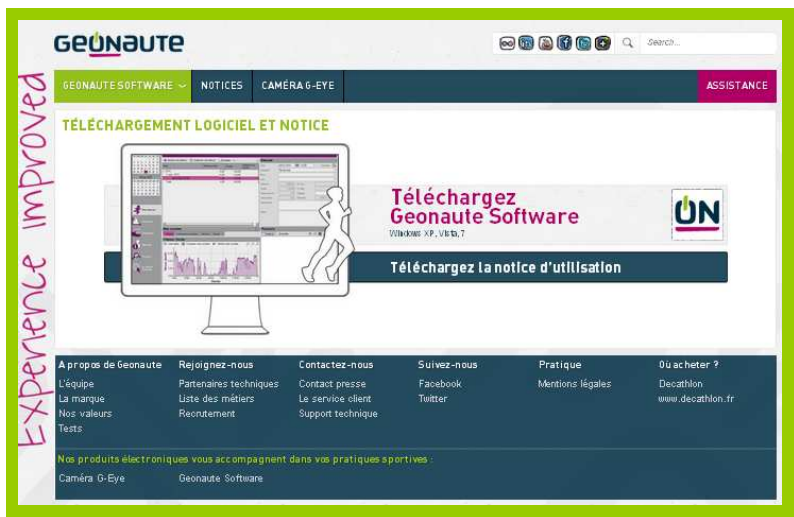 GEONAUTE
Search...
GEONAUTE SOFTWARE
NOTICES
CAMÉRA G-EYE
ASSISTANCE
Experience improved
TÉLÉCHARGEMENT LOGICIEL ET NOTICE
Téléchargez
Geonaute Software
Windows XP, Vista, 7
ON
Téléchargez la notice d'utilisation
A propos de Geonaute
L'équipe
La marque
Nos valeurs
Tests
Rejoignez-nous
Partenaires techniques
Liste des métiers
Recrutement
Contactez-nous
Contact presse
Le service client
Support technique
Suivez-nous
Facebook
Twitter
Pratique
Mentions légales
Où acheter ?
Decathlon
www.decathlon.fr
Nos produits électroniques vous accompagnent dans vos pratiques sportives :
Caméra G-Eye
Geonaute Software